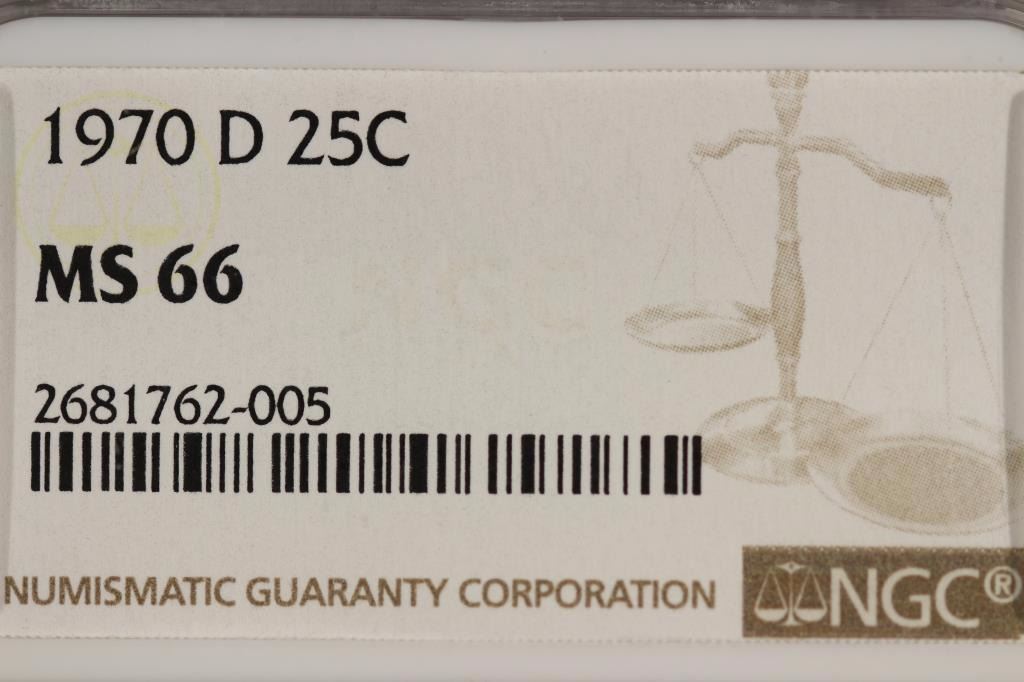 1970 D 25C
MS 66
2681762-005
NUMISMATIC GUARANTY CORPORATION
NGC®